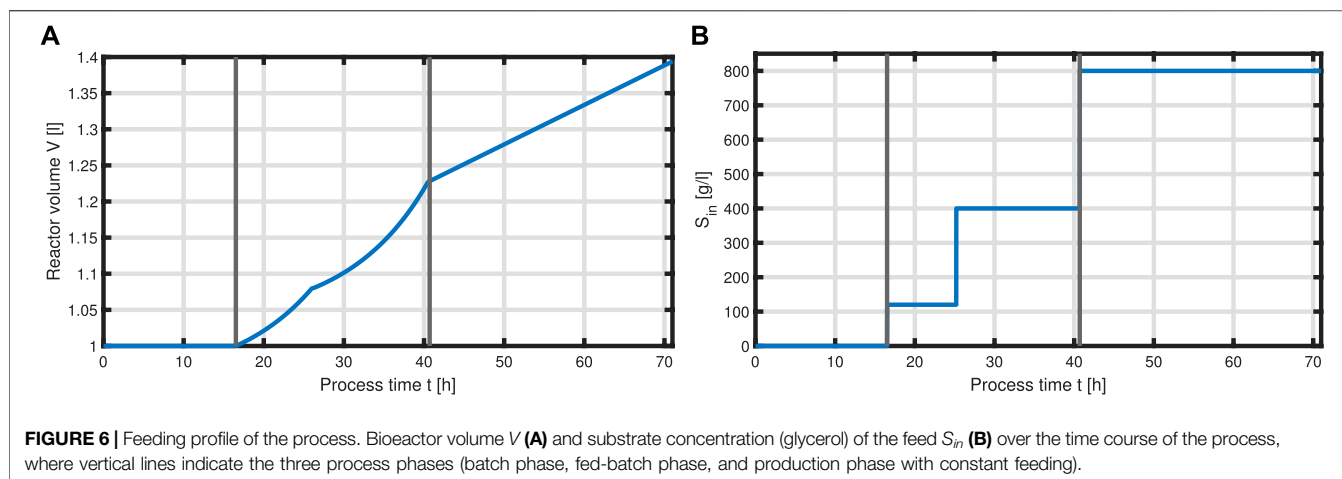 A
B
Reactor volume V [l]
1.4
1.35
1.3
1.25
1.2
1.15
1.1
1.05
1
0 10 20 30 40 50 60 70
Process time t [h]
S_in [g/l]
800
700
600
500
400
300
200
100
0
0 10 20 30 40 50 60 70
Process time t [h]
FIGURE 6 | Feeding profile of the process. Bioeactor volume V (A) and substrate concentration (glycerol) of the feed S_in (B) over the time course of the process,
where vertical lines indicate the three process phases (batch phase, fed-batch phase, and production phase with constant feeding).